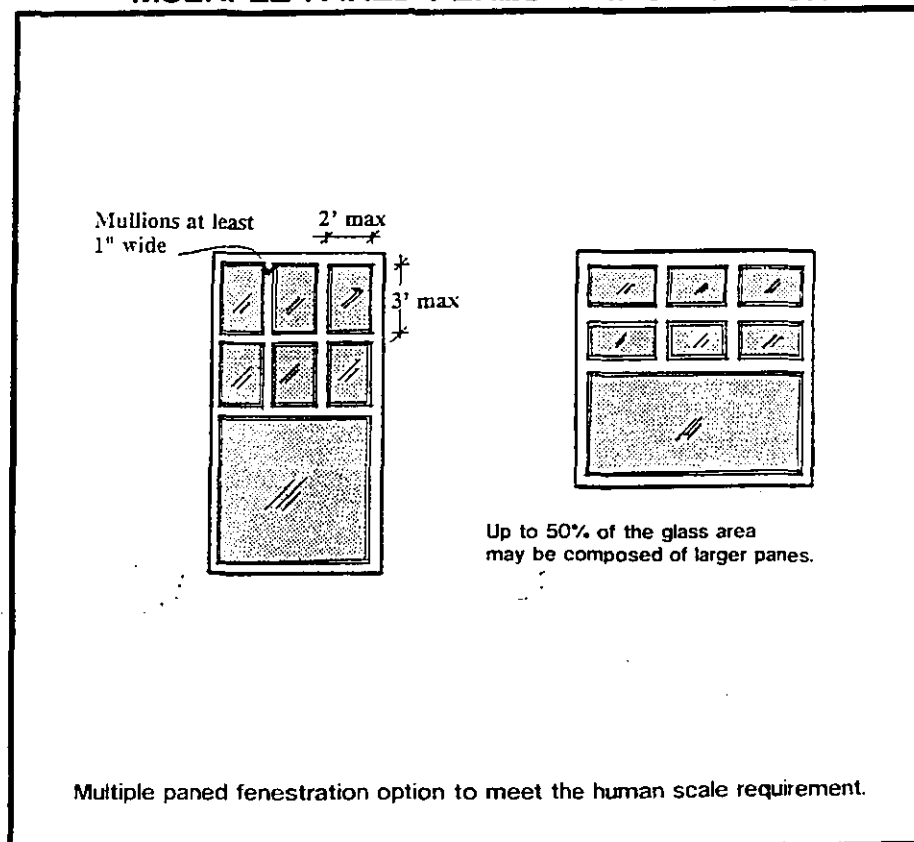 Mullions at least
1" wide
2' max
3' max
Up to 50% of the glass area
may be composed of larger panes.
Multiple paned fenestration option to meet the human scale requirement.